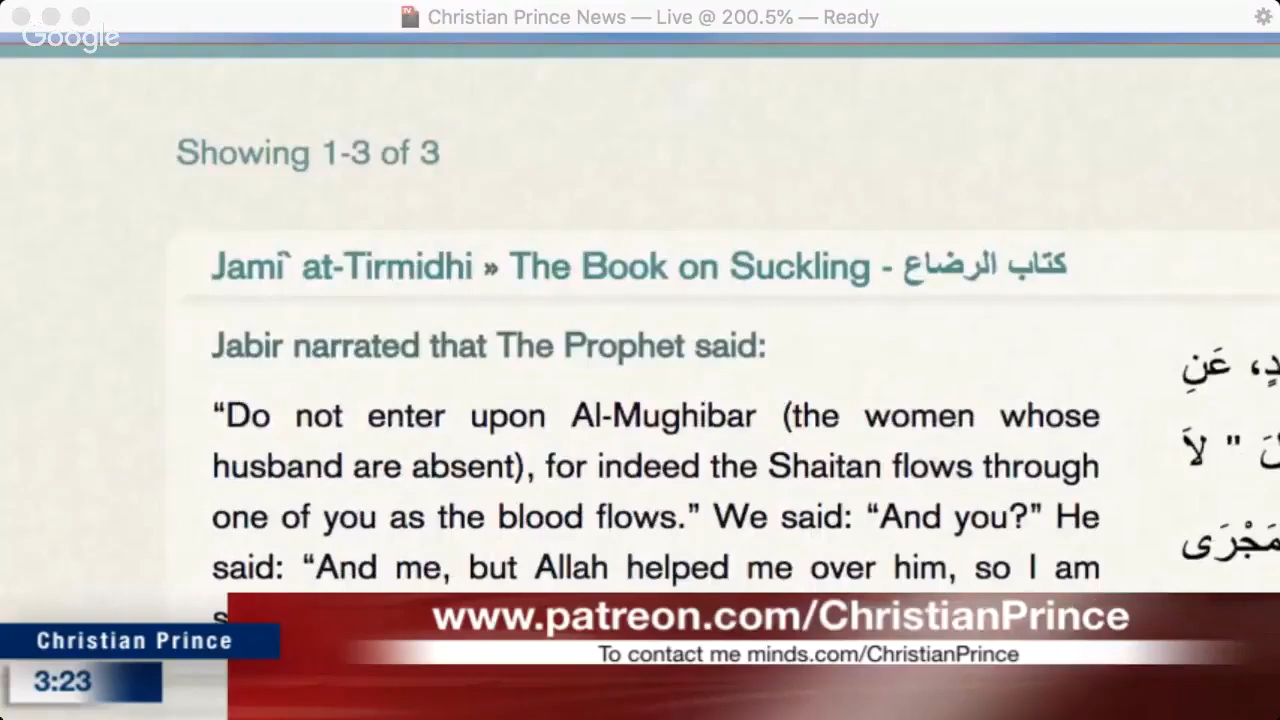 Christian Prince News — Live @ 200.5% — Ready
Google
Showing 1-3 of 3
Jami` at-Tirmidhi » The Book on Suckling - كتاب الرضاع
Jabir narrated that The Prophet said:
“Do not enter upon Al-Mughibar (the women whose
husband are absent), for indeed the Shaitan flows through
one of you as the blood flows.” We said: “And you?” He
said: “And me, but Allah helped me over him, so I am
عَنِ
لاَ "
مَجْرَى
www.patreon.com/ChristianPrince
To contact me minds.com/ChristianPrince
Christian Prince
3:23